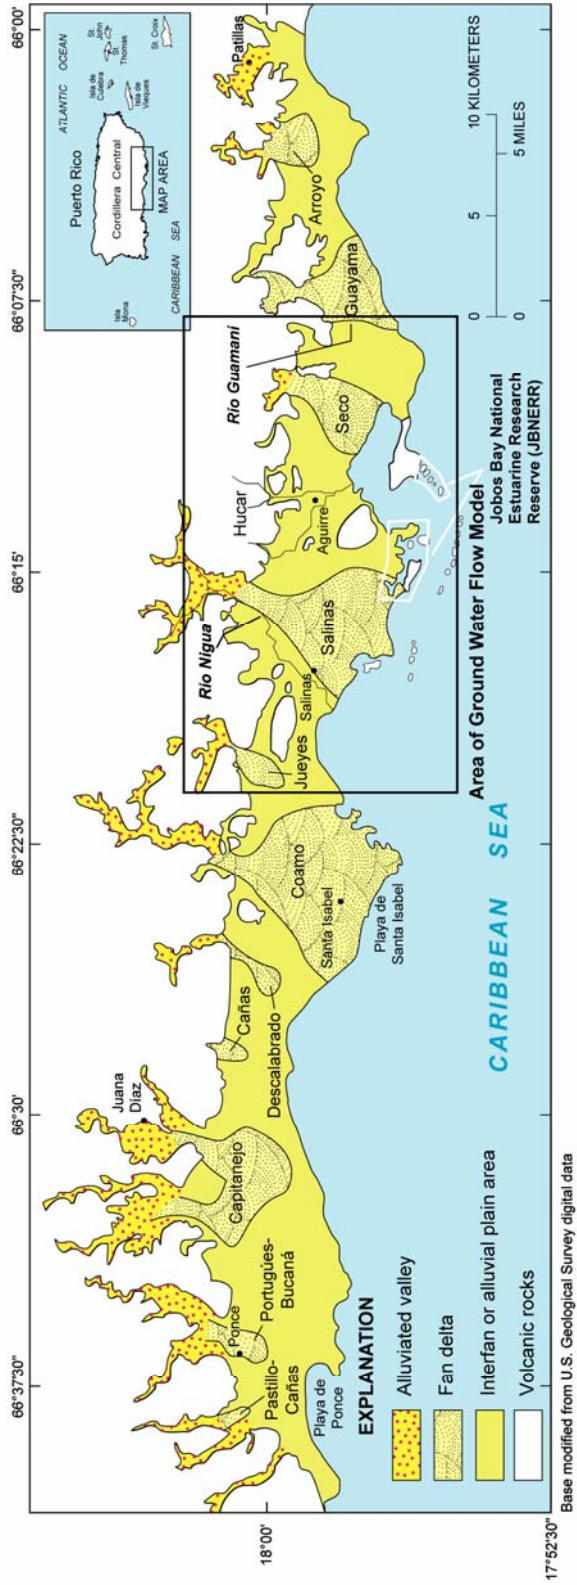 66°37'30"
66°30'
66°22'30"
66°15'
66°07'30"
66°00'
18°00'
17°52'30"
Puerto Rico
ATLANTIC OCEAN
Isla
Mona
Cordillera Central
MAP AREA
CARIBBEAN SEA
Isla de
Culebra
Isla de
Vieques
St.
John
St.
Thomas
St. Croix
Pastillo-
Cañas
Ponce
Portugúes-
Bucaná
Playa de
Ponce
Capitanejo
Juana
Díaz
Cañas
Descalabrado
Coamo
Santa Isabel
Playa de
Santa Isabel
Jueyes
Rio Nigua
Salinas
Salinas
Hucar
Aguirre
Seco
Rio Guamaní
Guayama
Arroyo
Patillas
CARIBBEAN SEA
Area of Ground Water Flow Model
Jobos Bay National
Estuarine Research
Reserve (JBNERR)
0 5 10 KILOMETERS
0 5 MILES
EXPLANATION
Alluviated valley
Fan delta
Interfan or alluvial plain area
Volcanic rocks
Base modified from U.S. Geological Survey digital data